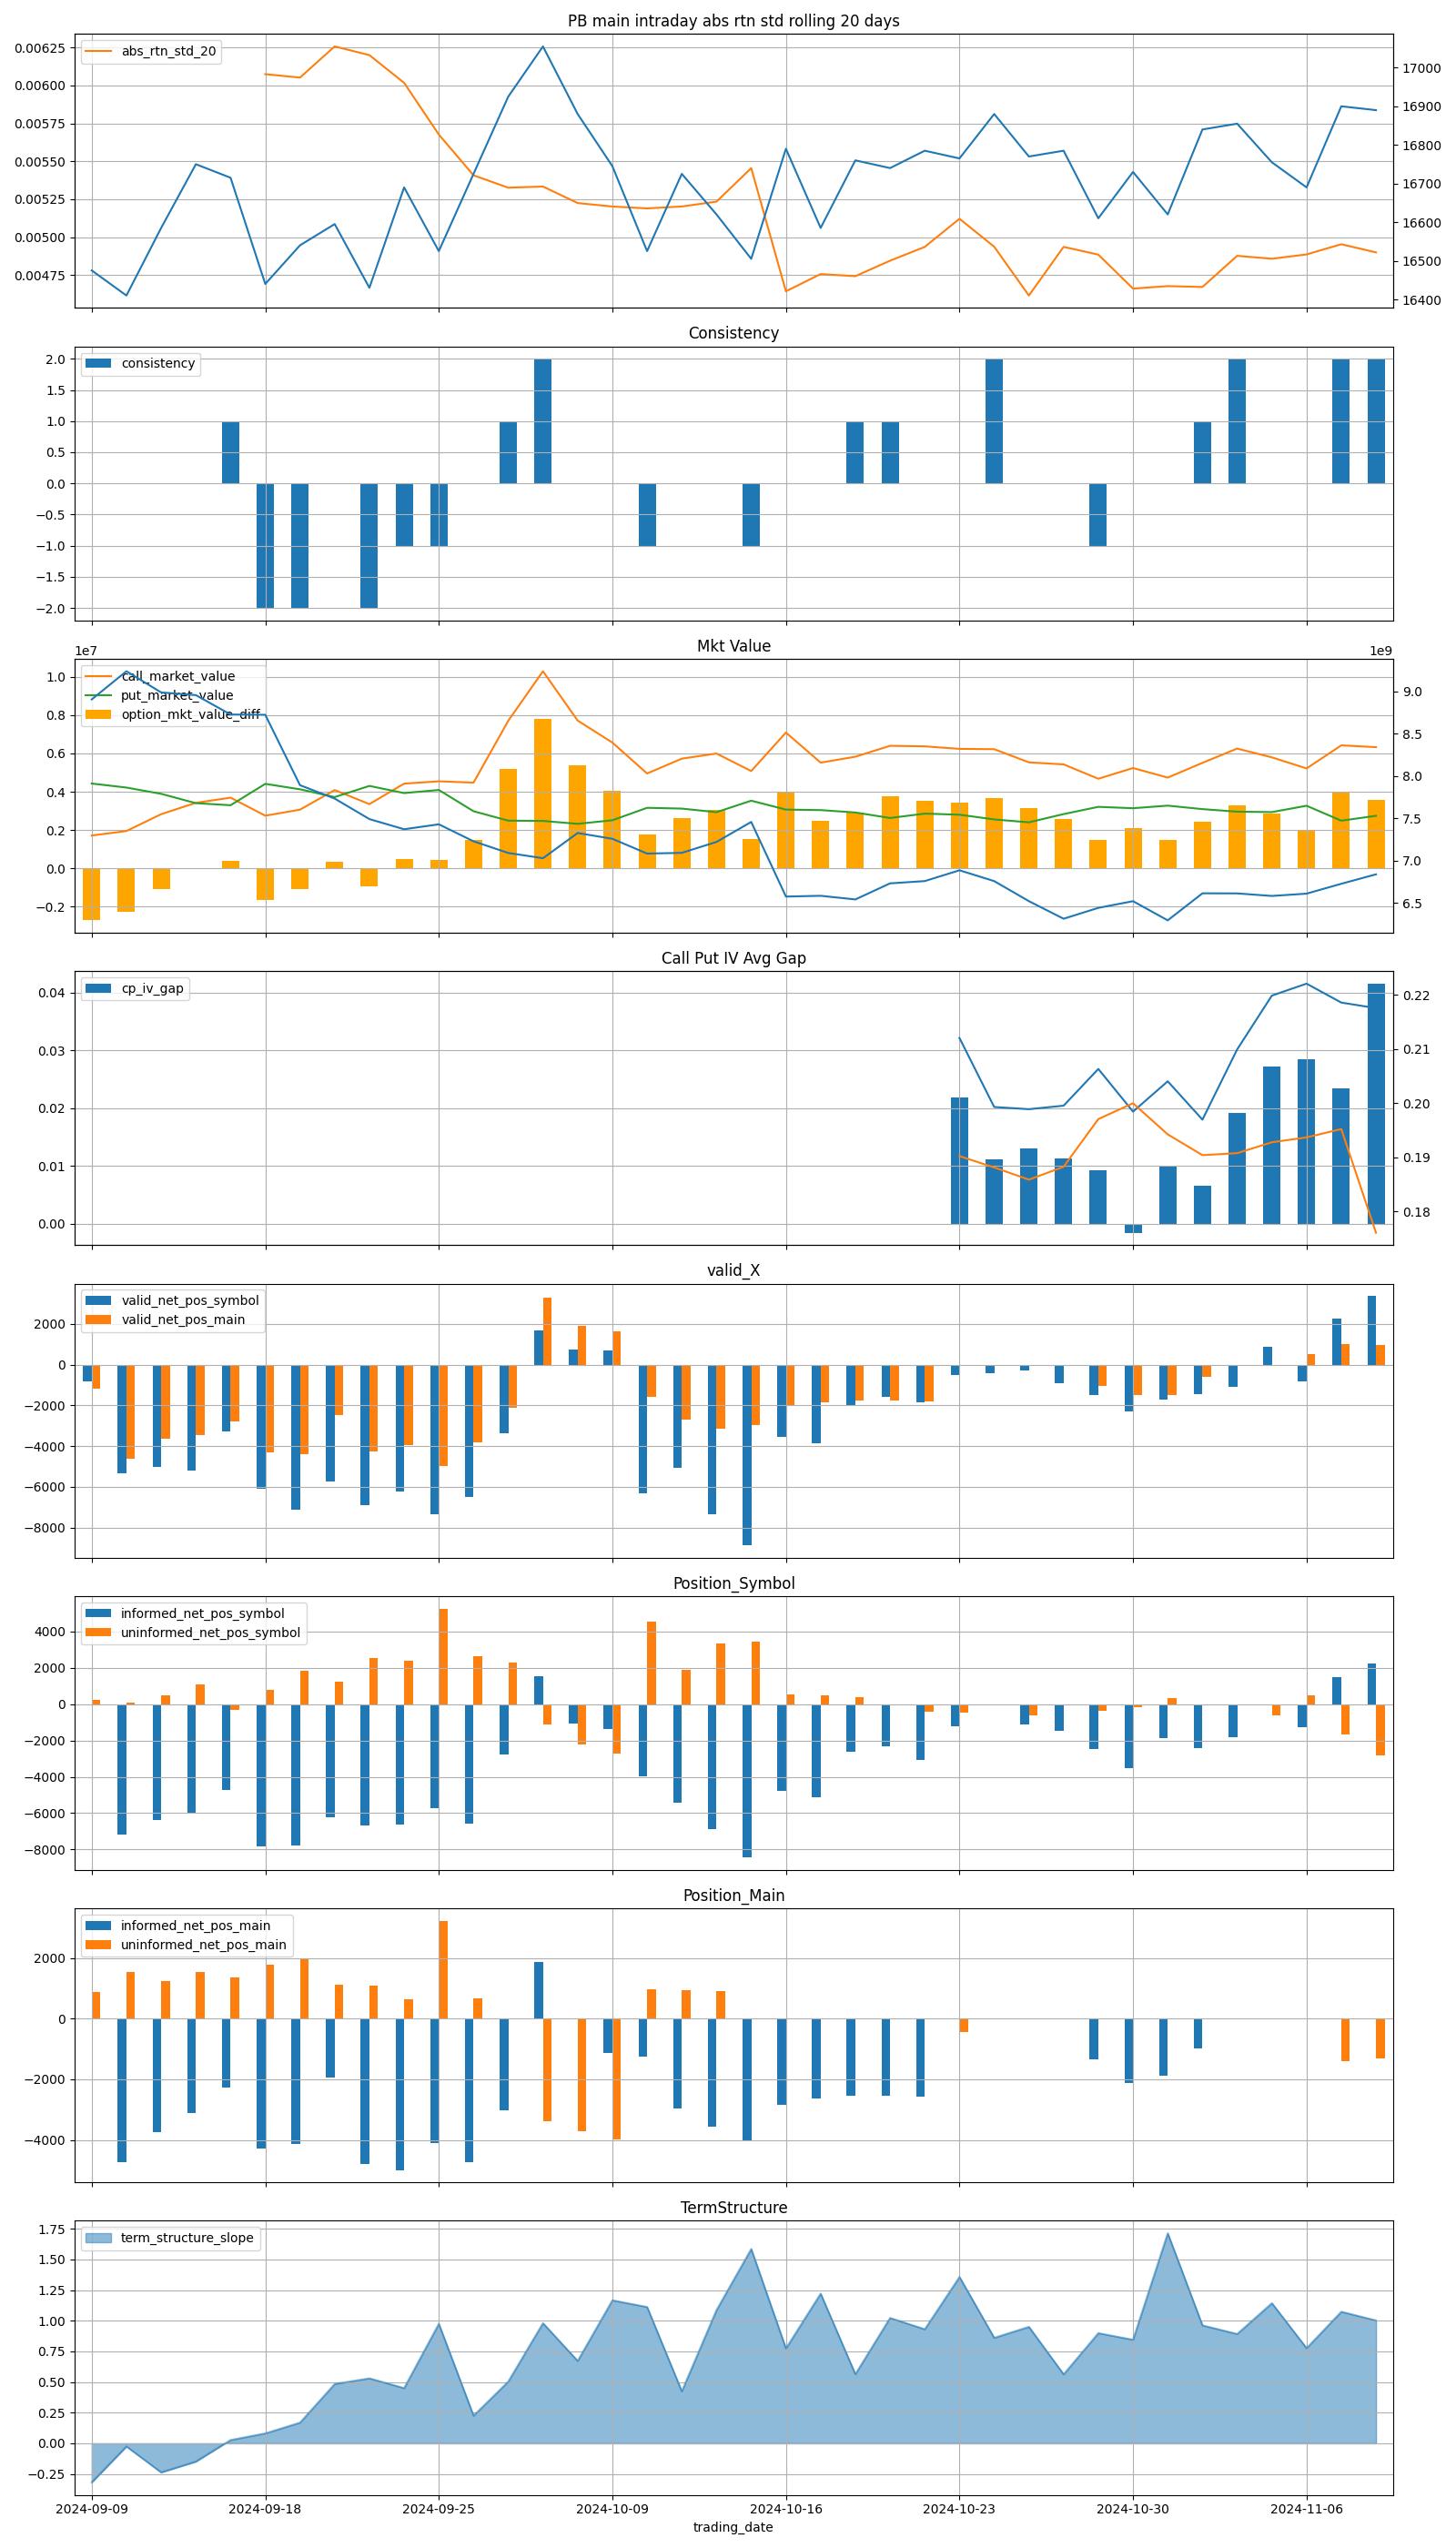 PB main intraday abs rtn std rolling 20 days
abs_rtn_std_20
0.00625
0.00600
0.00575
0.00550
0.00525
0.00500
0.00475
17000
16900
16800
16700
16600
16500
16400
Consistency
consistency
2.0
1.5
1.0
0.5
0.0
−0.5
−1.0
−1.5
−2.0
Mkt Value
1e7
1e9
call_market_value
put_market_value
option_mkt_value_diff
1.0
0.8
0.6
0.4
0.2
0.0
−0.2
9.0
8.5
8.0
7.5
7.0
6.5
Call Put IV Avg Gap
cp_iv_gap
0.04
0.03
0.02
0.01
0.00
0.22
0.21
0.20
0.19
0.18
valid_X
valid_net_pos_symbol
valid_net_pos_main
2000
0
−2000
−4000
−6000
−8000
Position_Symbol
informed_net_pos_symbol
uninformed_net_pos_symbol
4000
2000
0
−2000
−4000
−6000
−8000
Position_Main
informed_net_pos_main
uninformed_net_pos_main
2000
0
−2000
−4000
TermStructure
term_structure_slope
1.75
1.50
1.25
1.00
0.75
0.50
0.25
0.00
−0.25
2024-09-09 2024-09-18 2024-09-25 2024-10-09 2024-10-16 2024-10-23 2024-10-30 2024-11-06
trading_date